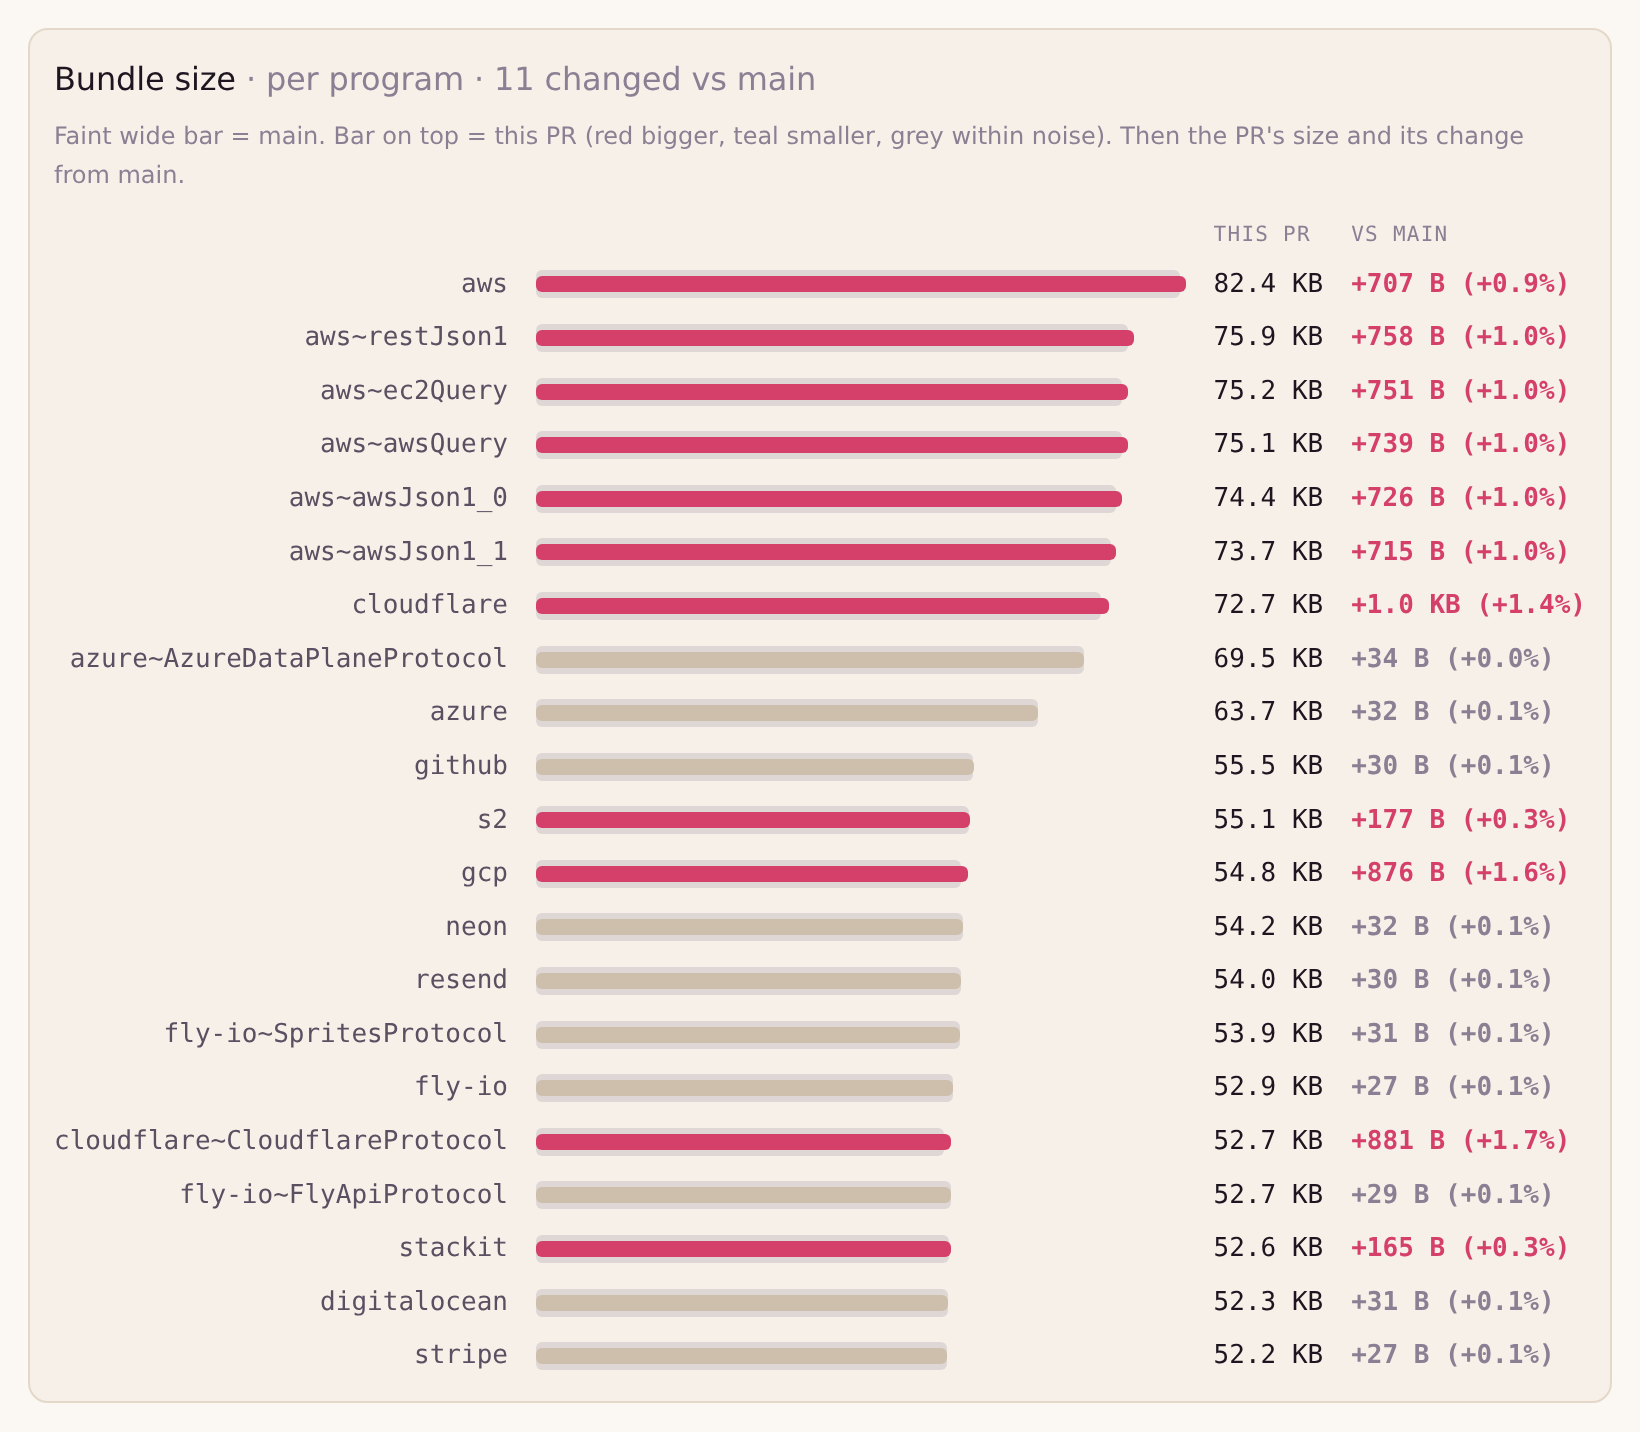 Bundle size · per program · 11 changed vs main
Faint wide bar = main. Bar on top = this PR (red bigger, teal smaller, grey within noise). Then the PR's size and its change
from main.
THIS PR VS MAIN
aws 82.4 KB +707 B (+0.9%)
aws~restJson1 75.9 KB +758 B (+1.0%)
aws~ec2Query 75.2 KB +751 B (+1.0%)
aws~awsQuery 75.1 KB +739 B (+1.0%)
aws~awsJson1_0 74.4 KB +726 B (+1.0%)
aws~awsJson1_1 73.7 KB +715 B (+1.0%)
cloudflare 72.7 KB +1.0 KB (+1.4%)
azure~AzureDataPlaneProtocol 69.5 KB +34 B (+0.0%)
azure 63.7 KB +32 B (+0.1%)
github 55.5 KB +30 B (+0.1%)
s2 55.1 KB +177 B (+0.3%)
gcp 54.8 KB +876 B (+1.6%)
neon 54.2 KB +32 B (+0.1%)
resend 54.0 KB +30 B (+0.1%)
fly-io~SpritesProtocol 53.9 KB +31 B (+0.1%)
fly-io 52.9 KB +27 B (+0.1%)
cloudflare~CloudflareProtocol 52.7 KB +881 B (+1.7%)
fly-io~FlyApiProtocol 52.7 KB +29 B (+0.1%)
stackit 52.6 KB +165 B (+0.3%)
digitalocean 52.3 KB +31 B (+0.1%)
stripe 52.2 KB +27 B (+0.1%)